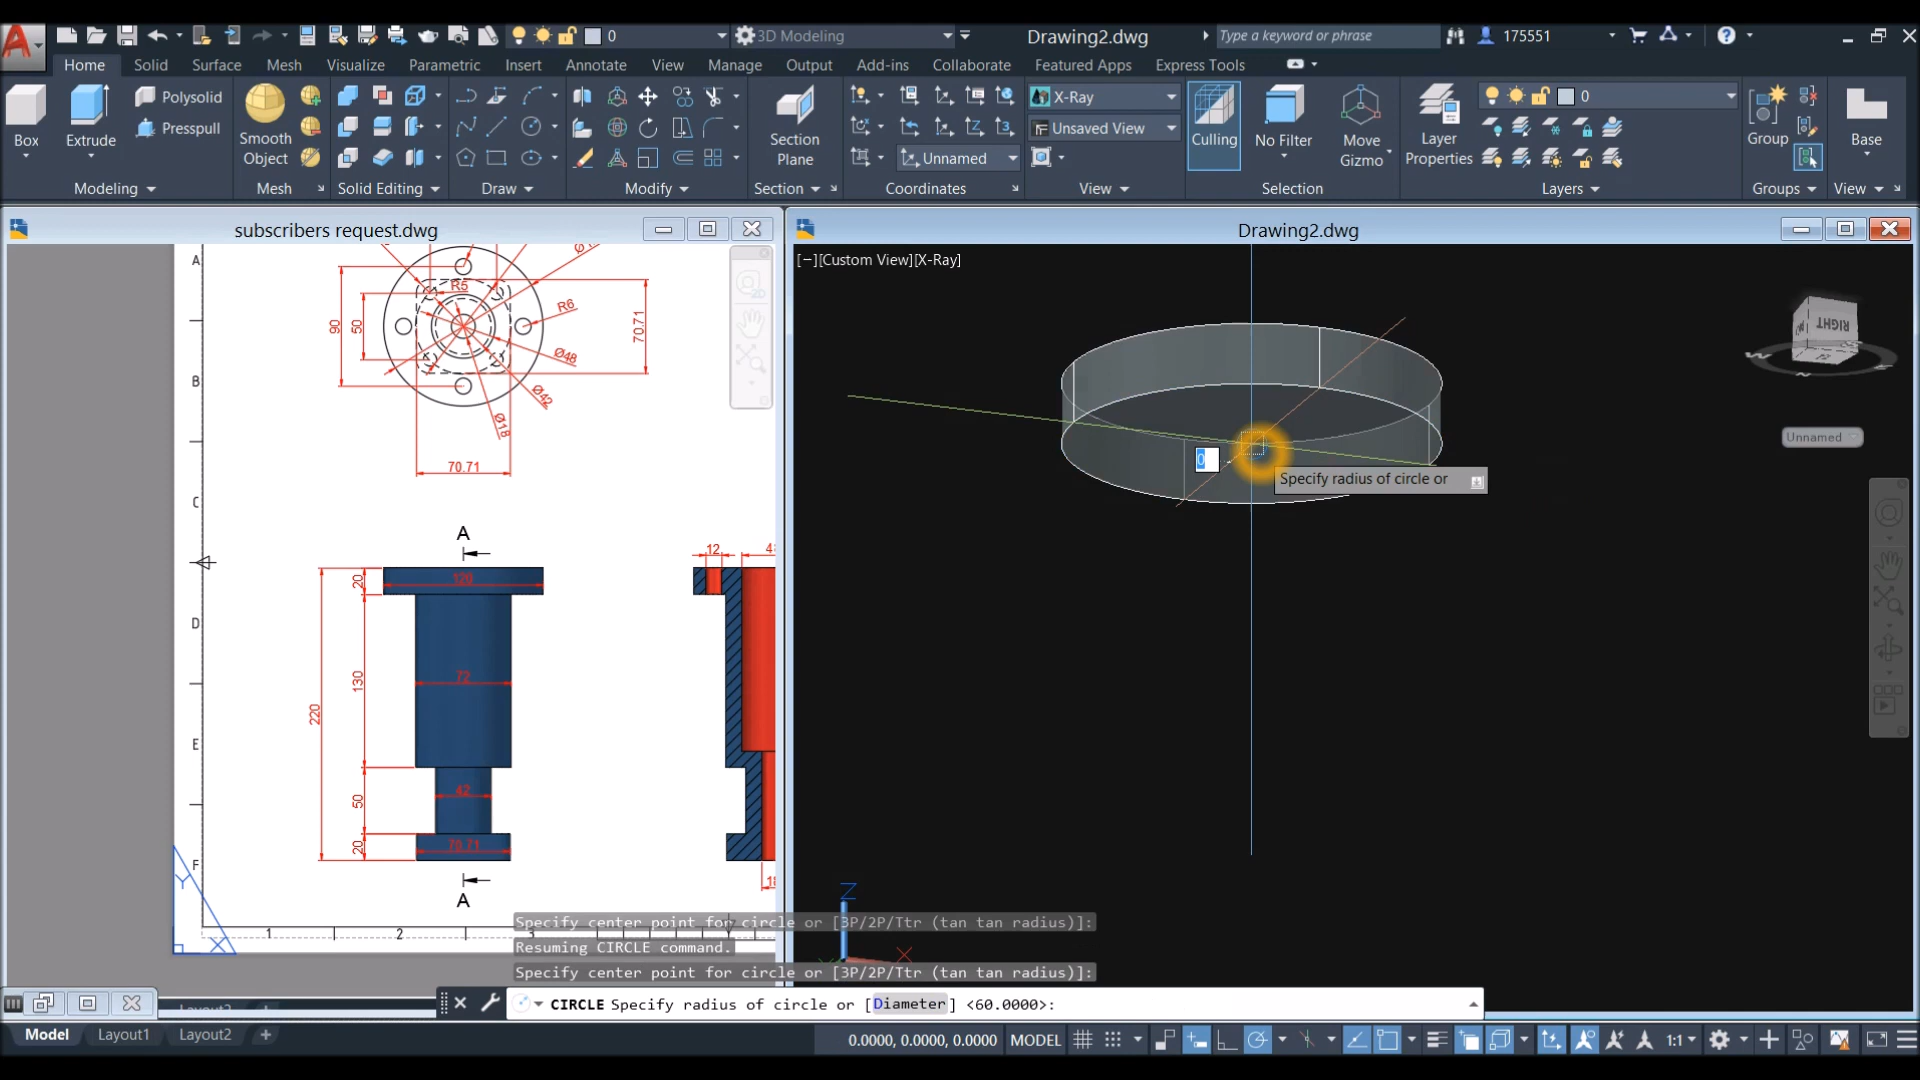 0
3D Modeling
Drawing2.dwg
Type a keyword or phrase
175551
Home
Solid
Surface
Mesh
Visualize
Parametric
Insert
Annotate
View
Manage
Output
Add-ins
Collaborate
Featured Apps
Express Tools
Box
Extrude
Polysolid
Presspull
Smooth
Object
Section
Plane
X-Ray
Unsaved View
Unnamed
Culling
No Filter
Move
Gizmo
Layer
Properties
0
Group
Base
Modeling
Mesh
Solid Editing
Draw
Modify
Section
Coordinates
View
Selection
Layers
Groups
View
subscribers request.dwg
Drawing2.dwg
[−][Custom View][X-Ray]
A
B
C
D
E
F
R5
R6
90
50
70.71
Ø48
Ø42
Ø18
70.71
A
12
20
120
130
72
220
50
42
20
70.71
A
1
2
3
Y
X
RIGHT
W
N
Unnamed
0
Specify radius of circle or
Z
X
Specify center point for circle or [3P/2P/Ttr (tan tan radius)]:
Resuming CIRCLE command.
Specify center point for circle or [3P/2P/Ttr (tan tan radius)]:
CIRCLE Specify radius of circle or [Diameter] <60.0000>:
Model
Layout1
Layout2
+
0.0000, 0.0000, 0.0000
MODEL
1:1